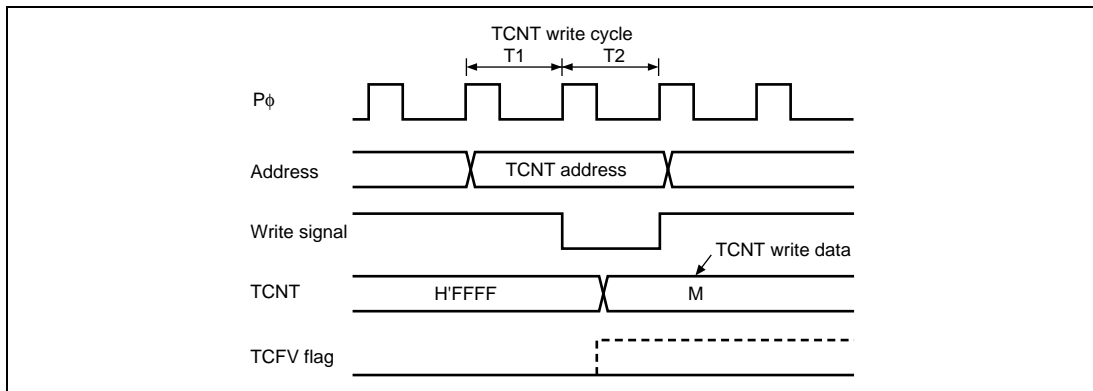 TCNT write cycle
T1 T2
Pϕ
Address TCNT address
Write signal
TCNT write data
TCNT H'FFFF M
TCFV flag